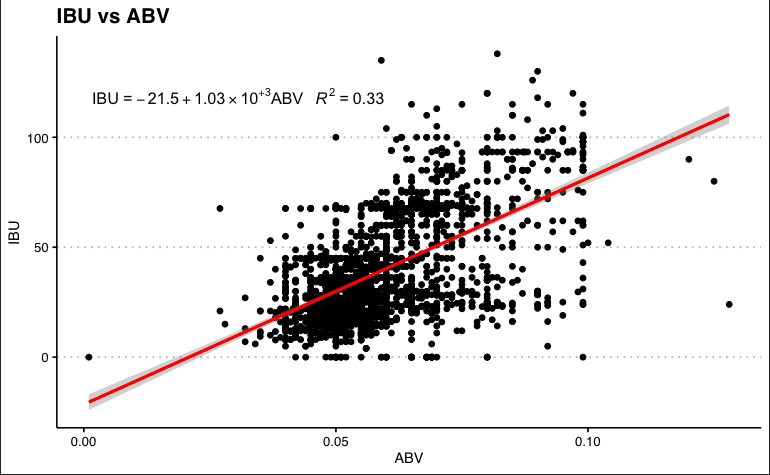 IBU vs ABV
IBU = − 21.5 + 1.03 × 10⁺³ABV R² = 0.33
100
50
0
IBU
0.00 0.05 0.10
ABV